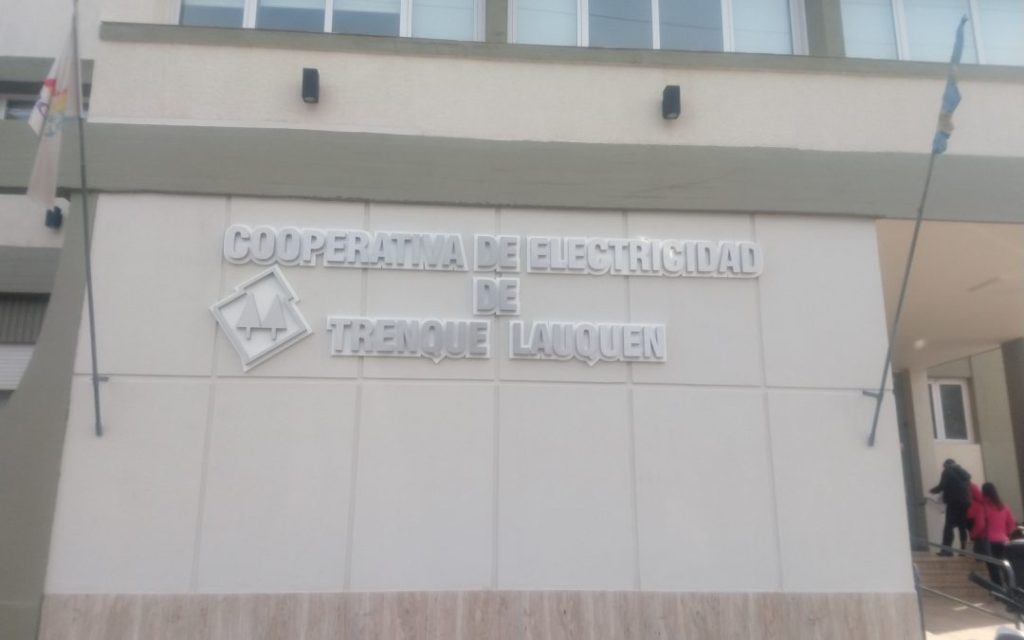 COOPERATIVA DE ELECTRICIDAD
DE
TRENQUE LAUQUEN